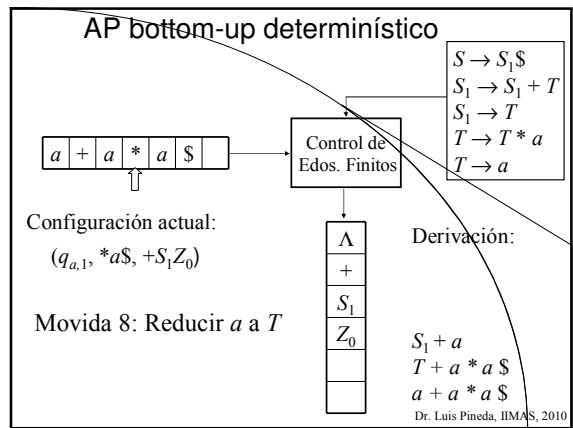 AP bottom-up determinístico
S → S₁$
S₁ → S₁ + T
S₁ → T
T → T * a
T → a
a + a * a $
Control de
Edos. Finitos
Configuración actual:
(q_{a,1}, *a$, +S₁Z₀)
Movida 8: Reducir a a T
Λ
+
S₁
Z₀
Derivación:
S₁ + a
T + a * a $
a + a * a $
Dr. Luis Pineda, IIMAS, 2010